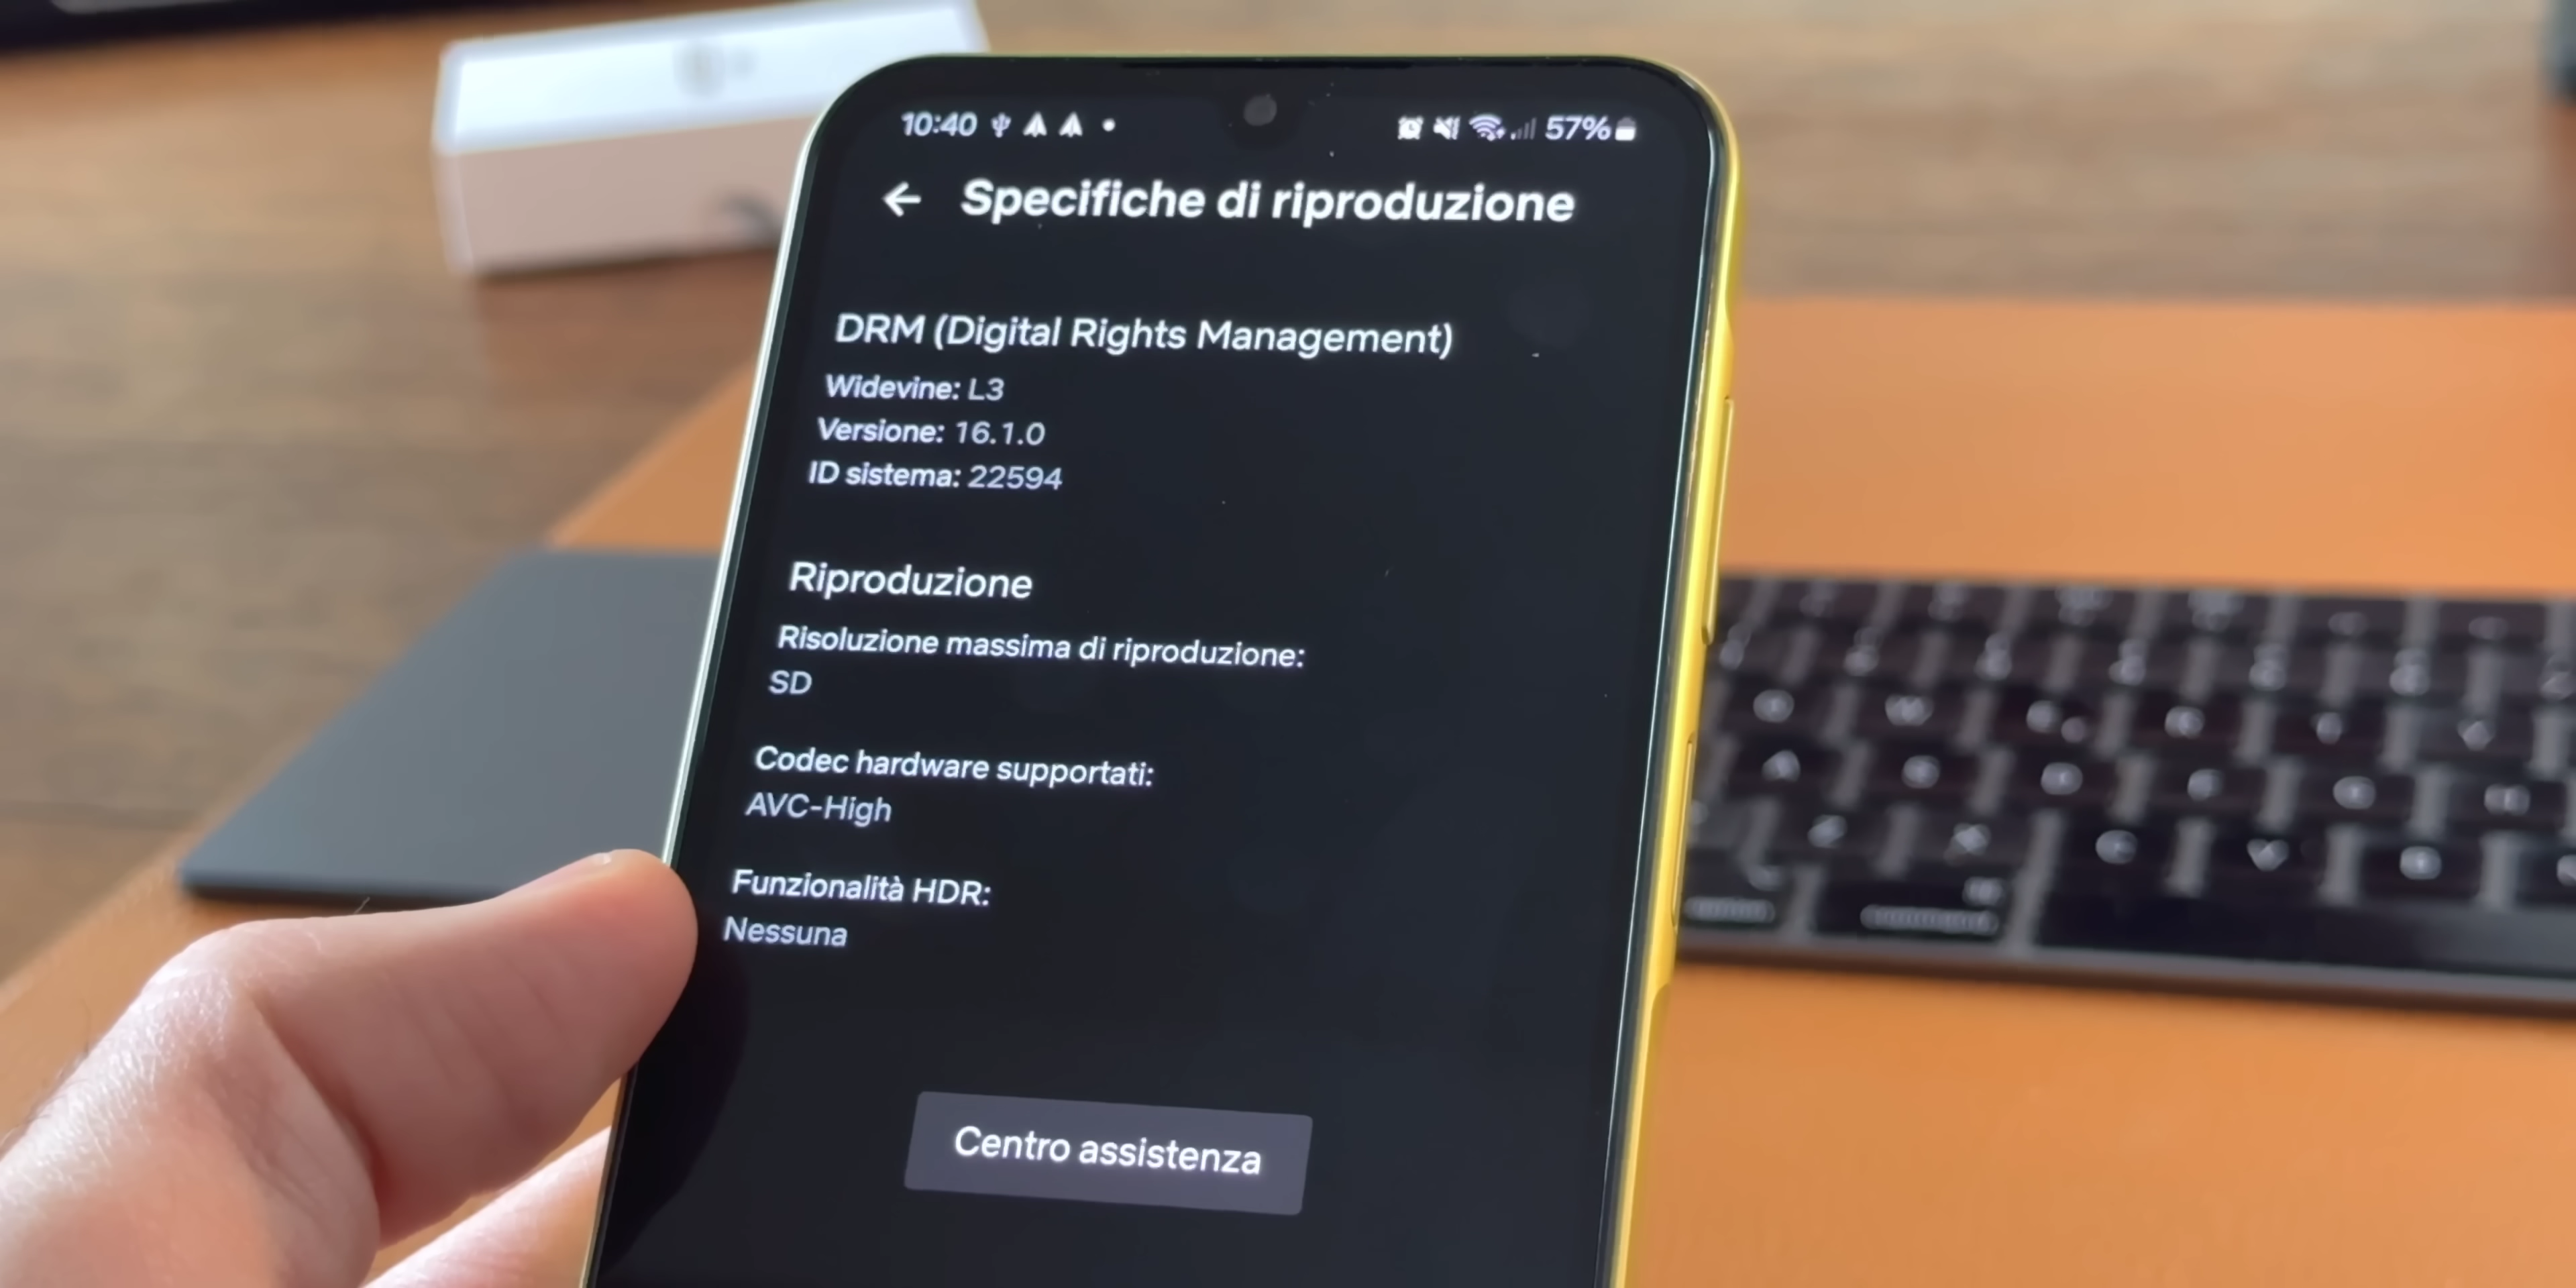 10:40
57%
Specifiche di riproduzione
DRM (Digital Rights Management)
Widevine: L3
Versione: 16.1.0
ID sistema: 22594
Riproduzione
Risoluzione massima di riproduzione:
SD
Codec hardware supportati:
AVC-High
Funzionalità HDR:
Nessuna
Centro assistenza